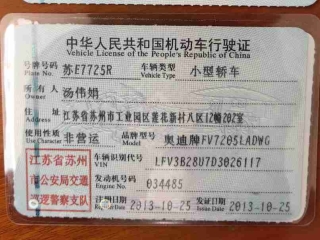 中华人民共和国机动车行驶证
Vehicle License of the People's Republic of China
号牌号码 苏E7725R 车辆类型 小型轿车
Plate No. Vehicle Type
所有人 汤伟娟
Owner
住址 江苏省苏州市工业园区莲花新村八区12幢202室
Address
使用性质 非营运 品牌型号 奥迪牌FV7205LADWG
Use Character Model
江苏省苏州
市公安局交通
巡逻警察支队
车辆识别代号 LFV3B28U7D3026117
VIN
发动机号码 034485
Engine No.
注册日期 2013-10-25 发证日期 2013-10-25
Register Date Issue Date